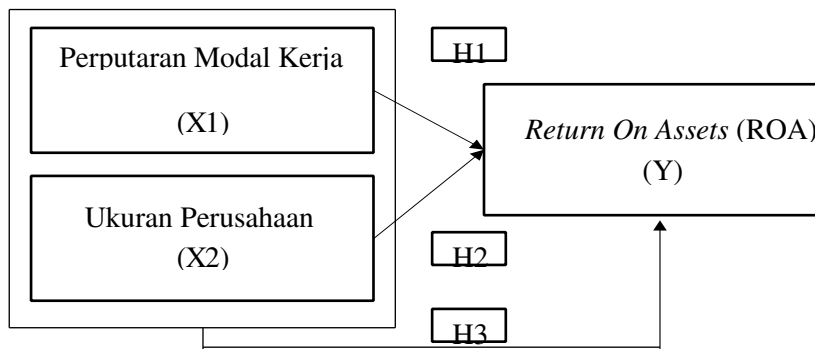 Perputaran Modal Kerja
(X1)
Ukuran Perusahaan
(X2)
H1
Return On Assets (ROA)
(Y)
H2
H3